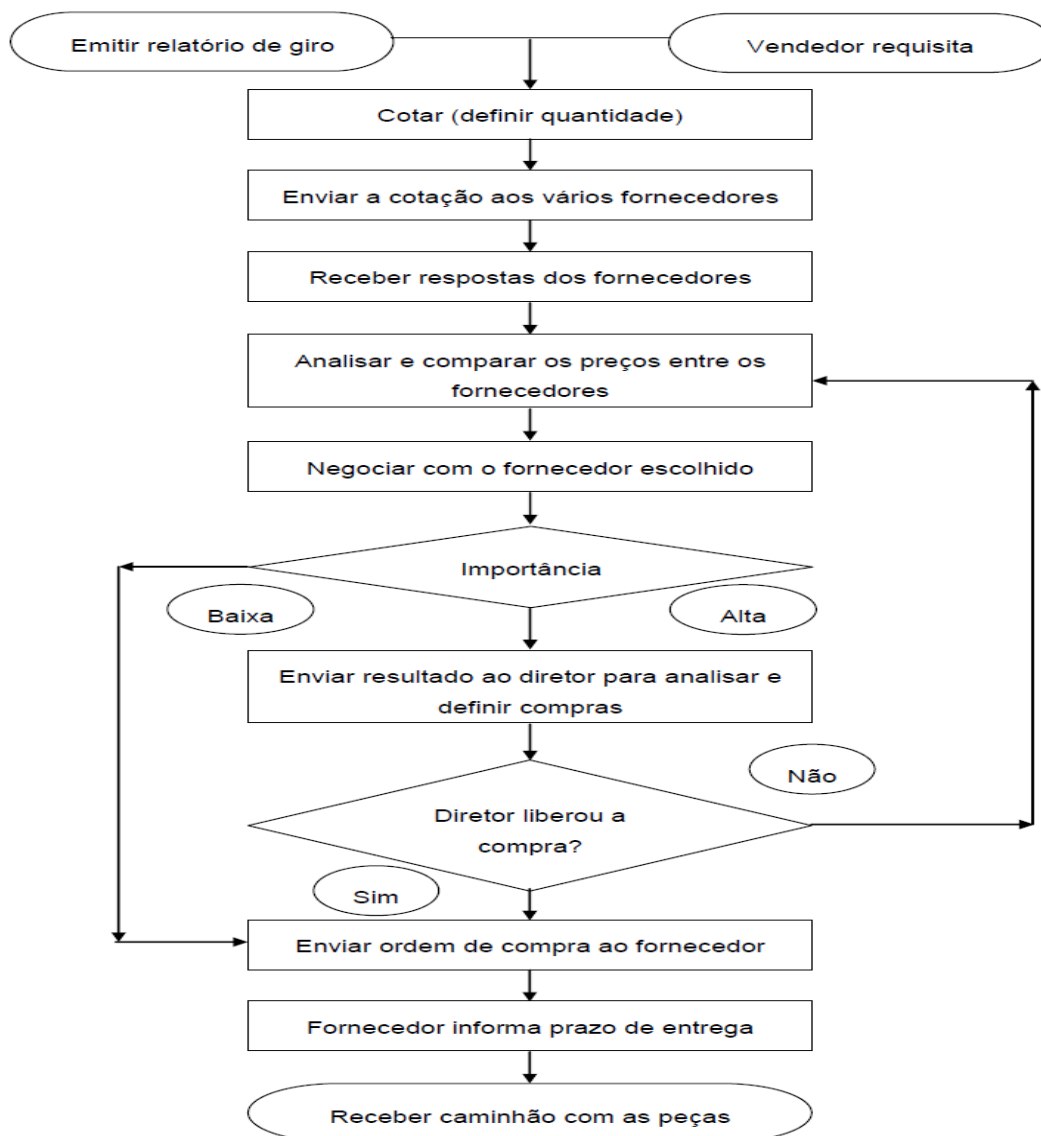 Emitir relatório de giro
Vendedor requisita
Cotar (definir quantidade)
Enviar a cotação aos vários fornecedores
Receber respostas dos fornecedores
Analisar e comparar os preços entre os
fornecedores
Negociar com o fornecedor escolhido
Importância
Baixa
Alta
Enviar resultado ao diretor para analisar e
definir compras
Não
Diretor liberou a
compra?
Sim
Enviar ordem de compra ao fornecedor
Fornecedor informa prazo de entrega
Receber caminhão com as peças